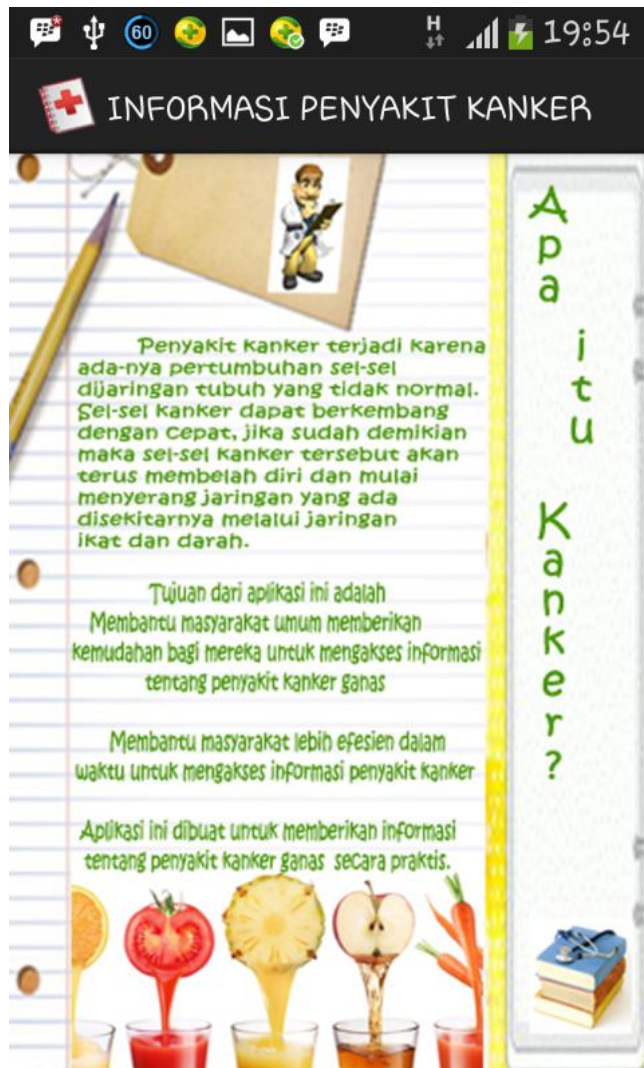 60
H
19:54
INFORMASI PENYAKIT KANKER
Penyakit kanker terjadi karena
ada-nya pertumbuhan sel-sel
dijaringan tubuh yang tidak normal.
Sel-sel kanker dapat berkembang
dengan cepat, jika sudah demikian
maka sel-sel kanker tersebut akan
terus membelah diri dan mulai
menyerang jaringan yang ada
disekitarnya melalui jaringan
ikat dan darah.
Tujuan dari aplikasi ini adalah
Membantu masyarakat umum memberikan
kemudahan bagi mereka untuk mengakses informasi
tentang penyakit kanker ganas
Membantu masyarakat lebih efesien dalam
waktu untuk mengakses informasi penyakit kanker
Aplikasi ini dibuat untuk memberikan informasi
tentang penyakit kanker ganas secara praktis.
Apa itu Kanker?